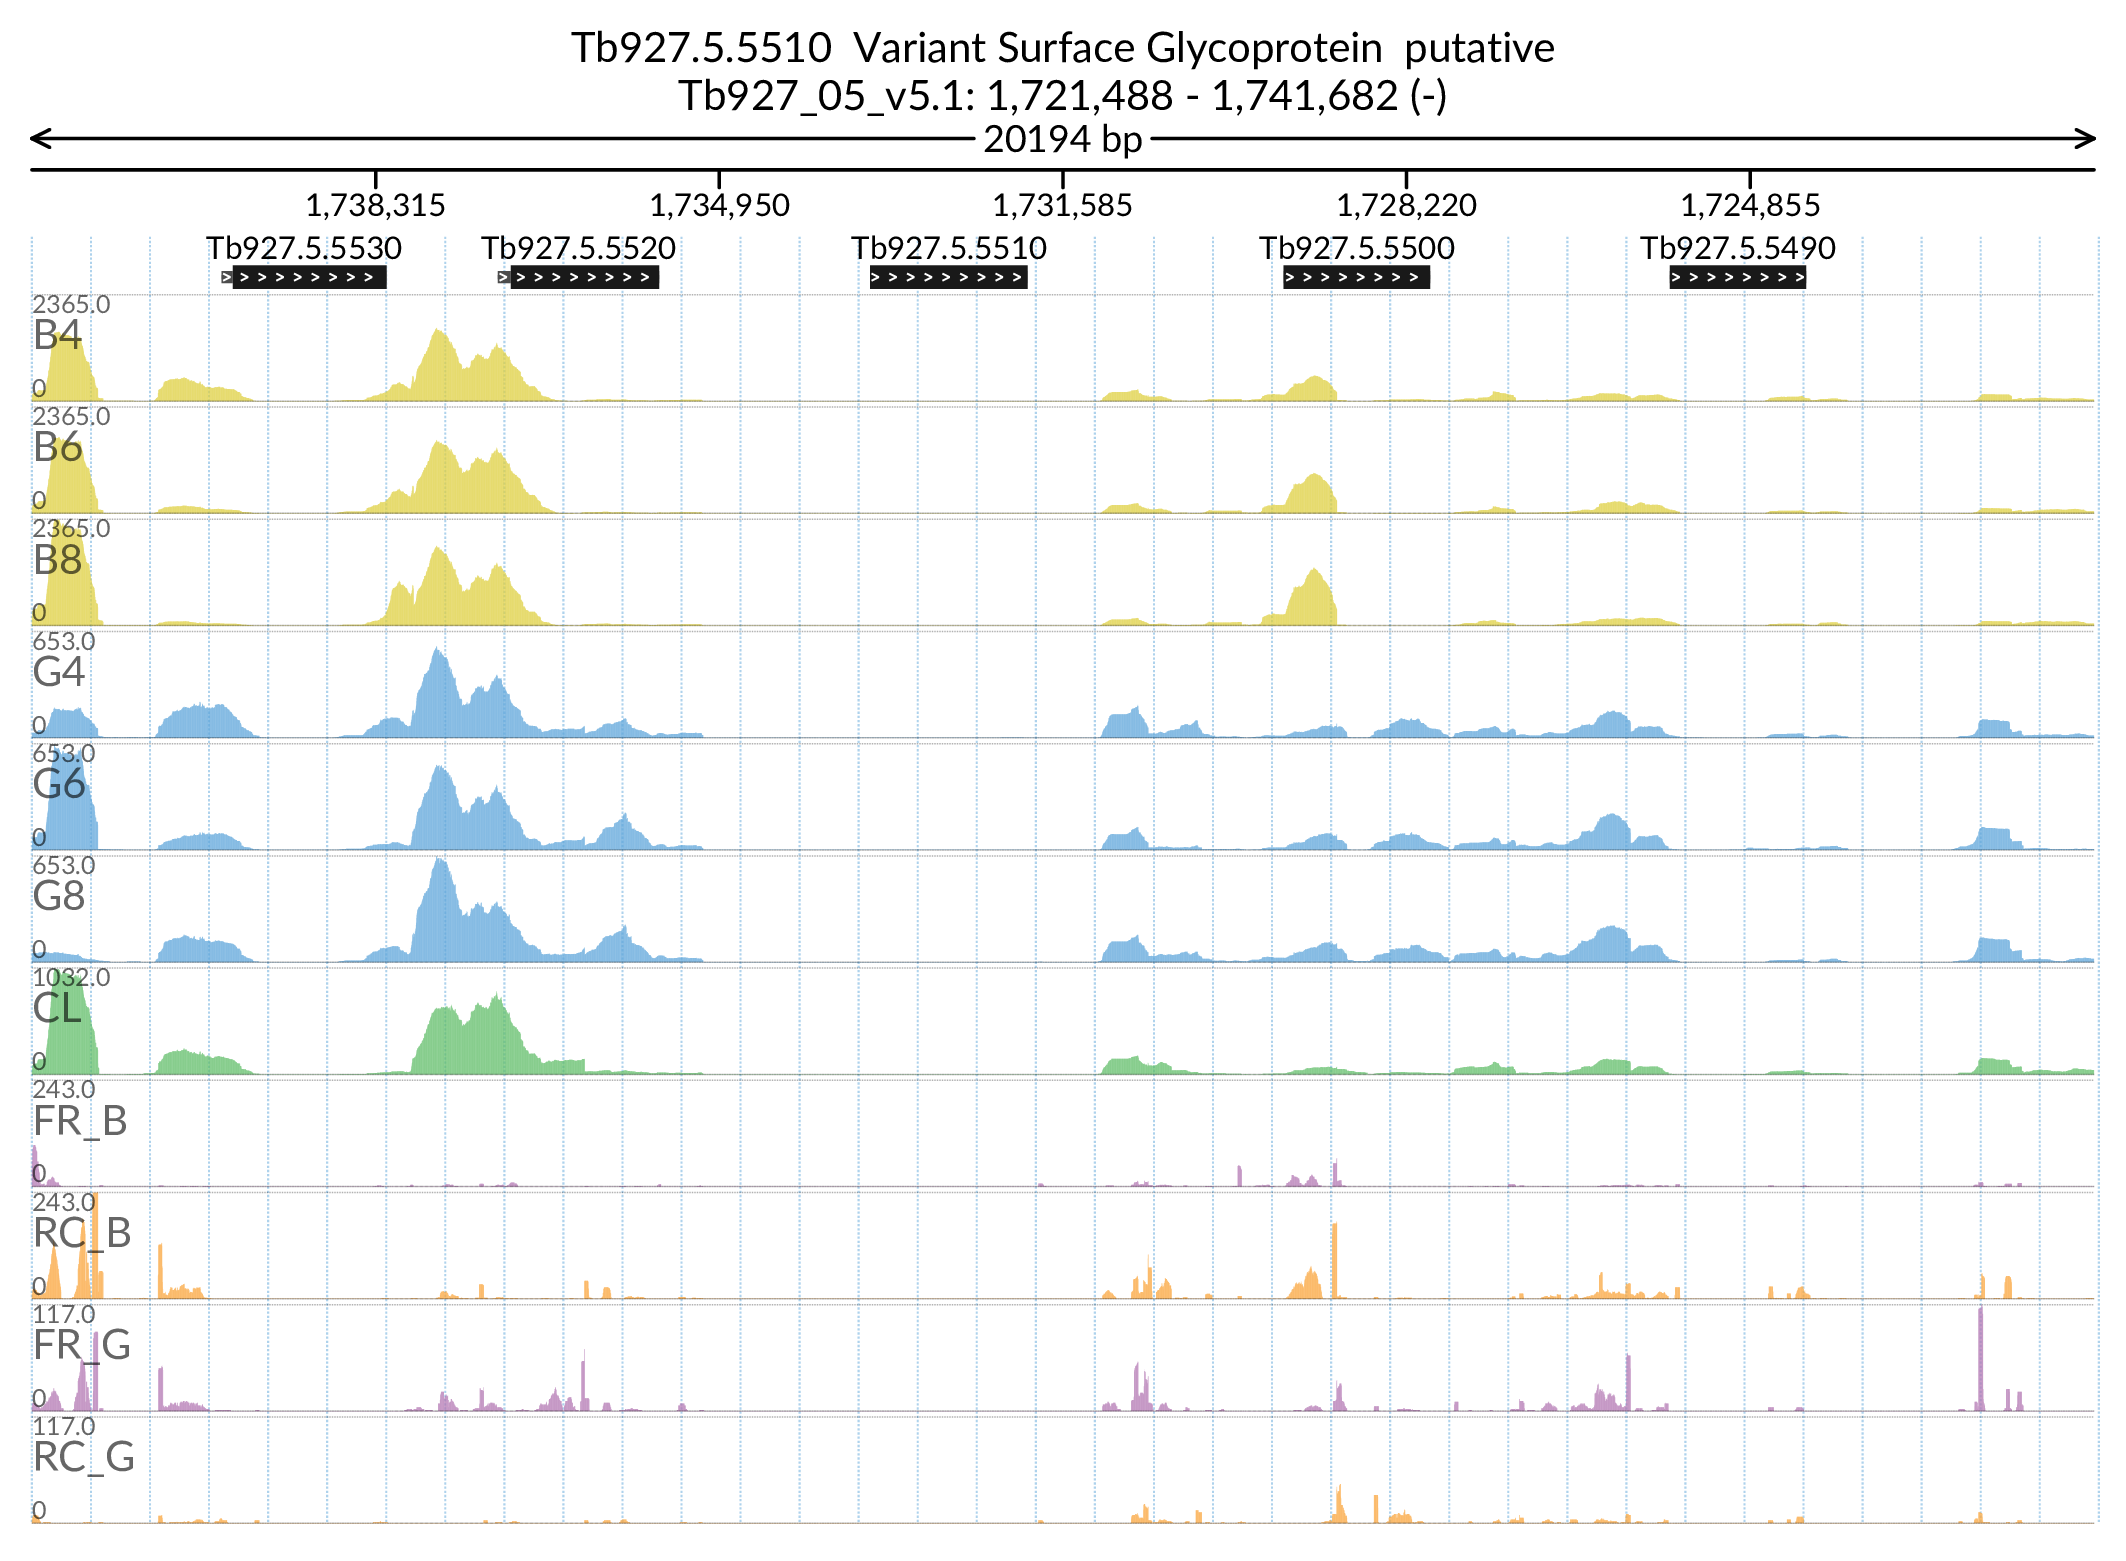 Tb927.5.5510 Variant Surface Glycoprotein putative
Tb927_05_v5.1: 1,721,488 - 1,741,682 (-)
20194 bp
1,738,315 1,734,950 1,731,585 1,728,220 1,724,855
Tb927.5.5530 Tb927.5.5520 Tb927.5.5510 Tb927.5.5500 Tb927.5.5490
2365.0
B4
0
2365.0
B6
0
2365.0
B8
0
653.0
G4
0
653.0
G6
0
653.0
G8
0
1032.0
CL
0
243.0
FR_B
0
243.0
RC_B
0
117.0
FR_G
0
117.0
RC_G
0